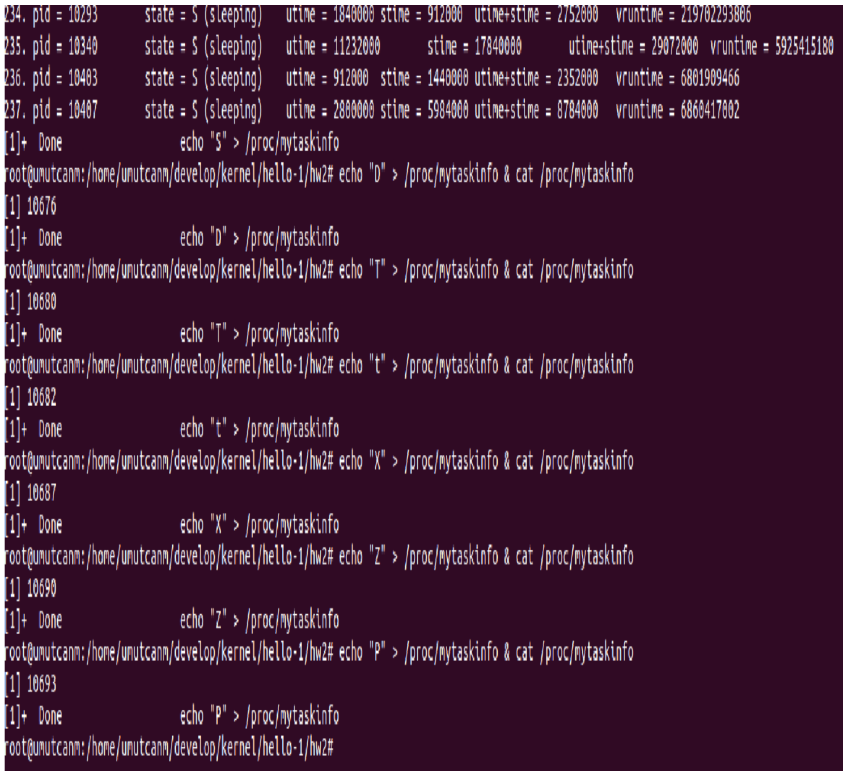 234. pid = 10293 state = S (sleeping) utime = 1840000 stime = 912000 utime+stime = 2752000 vruntime = 219702293806
235. pid = 10340 state = S (sleeping) utime = 11232000 stime = 17840000 utime+stime = 29072000 vruntime = 5925415180
236. pid = 10403 state = S (sleeping) utime = 912000 stime = 1440000 utime+stime = 2352000 vruntime = 6801909466
237. pid = 10407 state = S (sleeping) utime = 2800000 stime = 5984000 utime+stime = 8784000 vruntime = 6860417002
[1]+ Done echo "S" > /proc/mytaskinfo
root@umutcanm:/home/umutcanm/develop/kernel/hello-1/hw2# echo "D" > /proc/mytaskinfo & cat /proc/mytaskinfo
[1] 10676
[1]+ Done echo "D" > /proc/mytaskinfo
root@umutcanm:/home/umutcanm/develop/kernel/hello-1/hw2# echo "T" > /proc/mytaskinfo & cat /proc/mytaskinfo
[1] 10680
[1]+ Done echo "T" > /proc/mytaskinfo
root@umutcanm:/home/umutcanm/develop/kernel/hello-1/hw2# echo "t" > /proc/mytaskinfo & cat /proc/mytaskinfo
[1] 10682
[1]+ Done echo "t" > /proc/mytaskinfo
root@umutcanm:/home/umutcanm/develop/kernel/hello-1/hw2# echo "X" > /proc/mytaskinfo & cat /proc/mytaskinfo
[1] 10687
[1]+ Done echo "X" > /proc/mytaskinfo
root@umutcanm:/home/umutcanm/develop/kernel/hello-1/hw2# echo "Z" > /proc/mytaskinfo & cat /proc/mytaskinfo
[1] 10690
[1]+ Done echo "Z" > /proc/mytaskinfo
root@umutcanm:/home/umutcanm/develop/kernel/hello-1/hw2# echo "P" > /proc/mytaskinfo & cat /proc/mytaskinfo
[1] 10693
[1]+ Done echo "P" > /proc/mytaskinfo
root@umutcanm:/home/umutcanm/develop/kernel/hello-1/hw2#